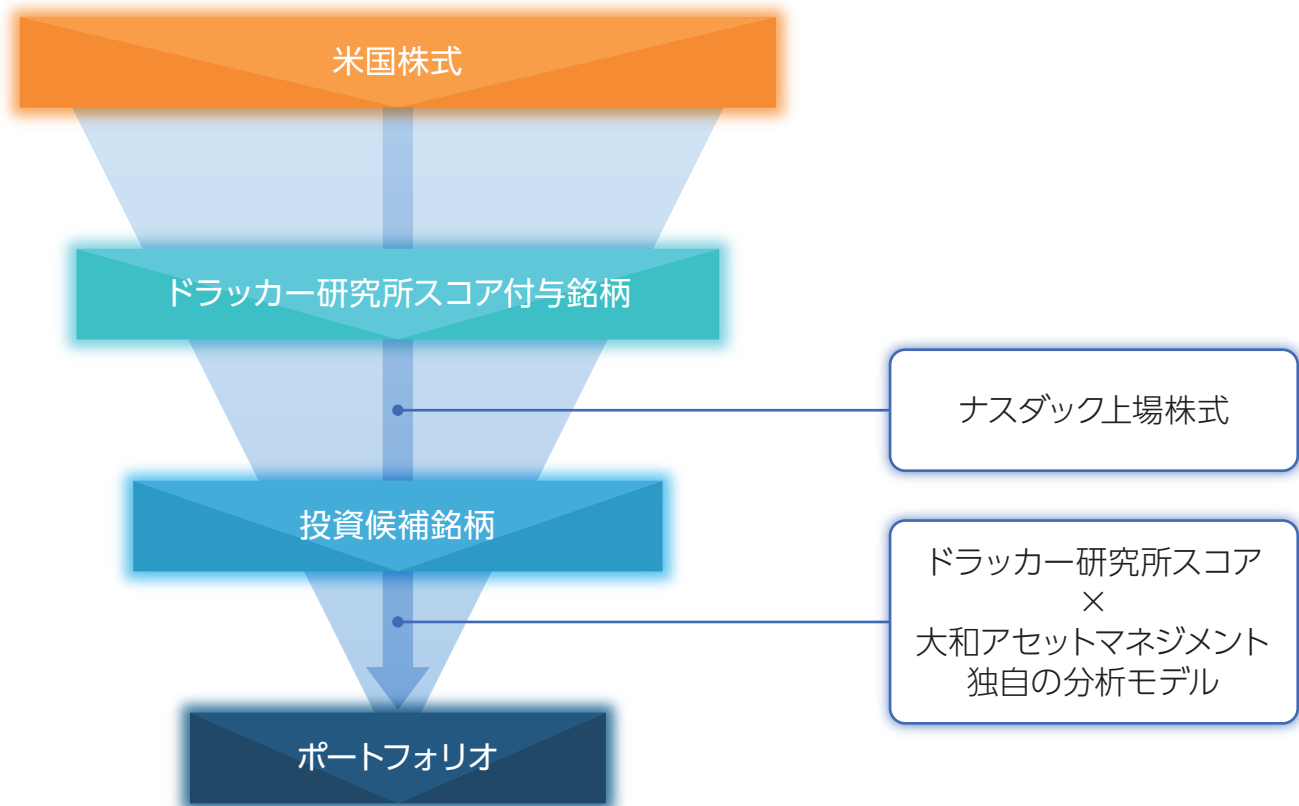 米国株式
ドラッカー研究所スコア付与銘柄
ナスダック上場株式
投資候補銘柄
ドラッカー研究所スコア
×
大和アセットマネジメント
独自の分析モデル
ポートフォリオ